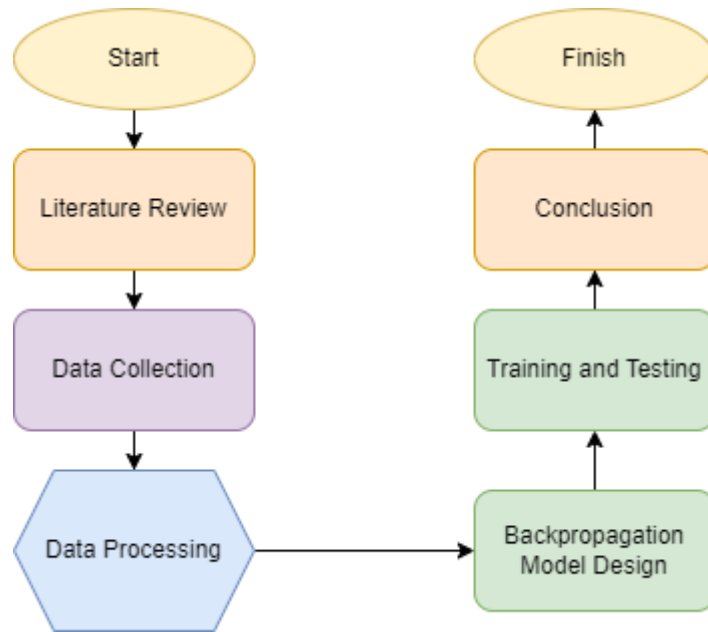 Start
Literature Review
Data Collection
Data Processing
Backpropagation
Model Design
Training and Testing
Conclusion
Finish